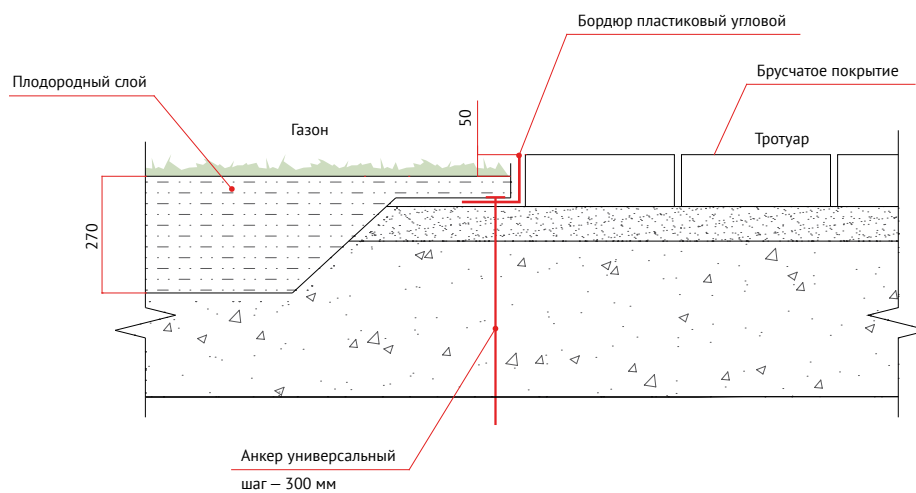 Бордюр пластиковый угловой
Брусчатое покрытие
Плодородный слой
50
Газон
Тротуар
270
Анкер универсальный
шаг — 300 мм